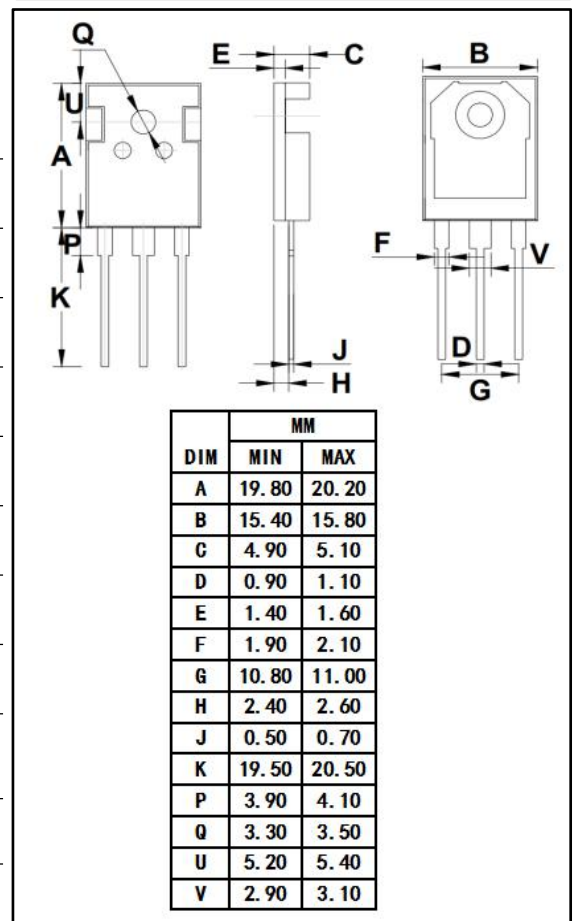 Q
E
C
B
U
A
P
K
F
V
J
H
D
G
MM
DIM MIN MAX
A 19.80 20.20
B 15.40 15.80
C 4.90 5.10
D 0.90 1.10
E 1.40 1.60
F 1.90 2.10
G 10.80 11.00
H 2.40 2.60
J 0.50 0.70
K 19.50 20.50
P 3.90 4.10
Q 3.30 3.50
U 5.20 5.40
V 2.90 3.10